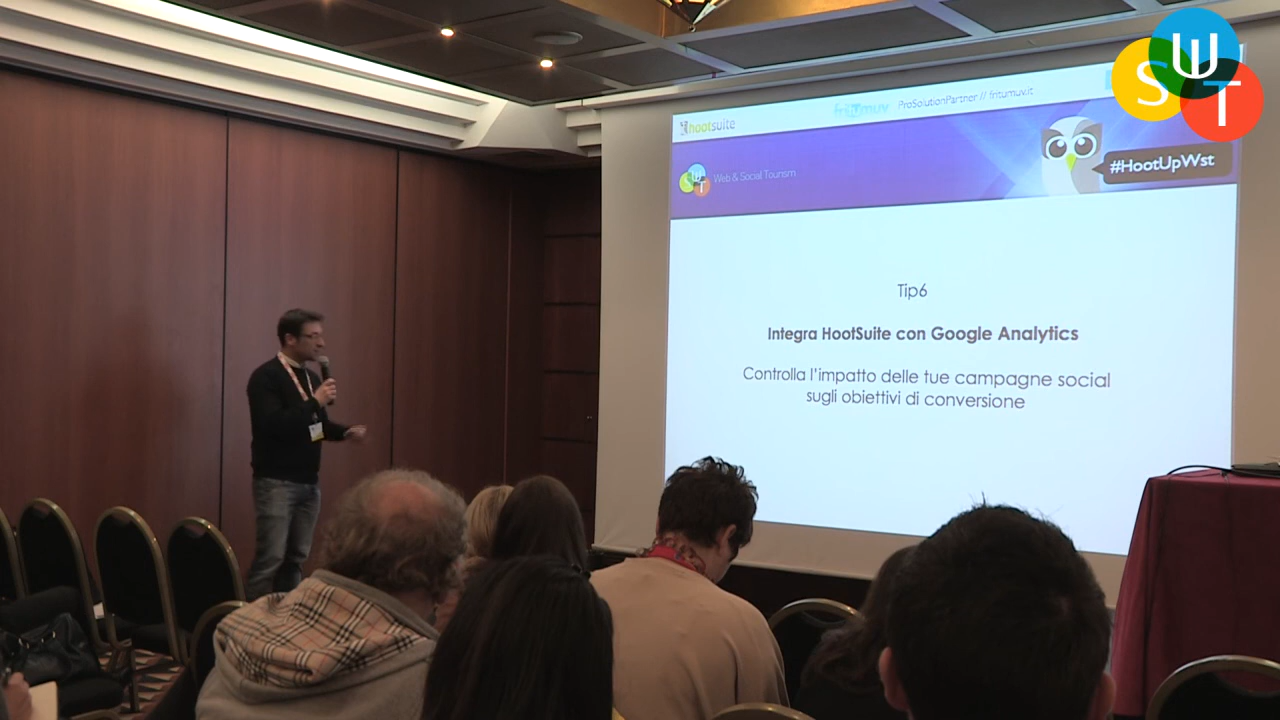 S W T
hootsuite
fritumuv ProSolutionPartner // fritumuv.it
S W T
Web & Social Tourism
#HootUpWst
Tip6
Integra HootSuite con Google Analytics
Controlla l'impatto delle tue campagne social
sugli obiettivi di conversione